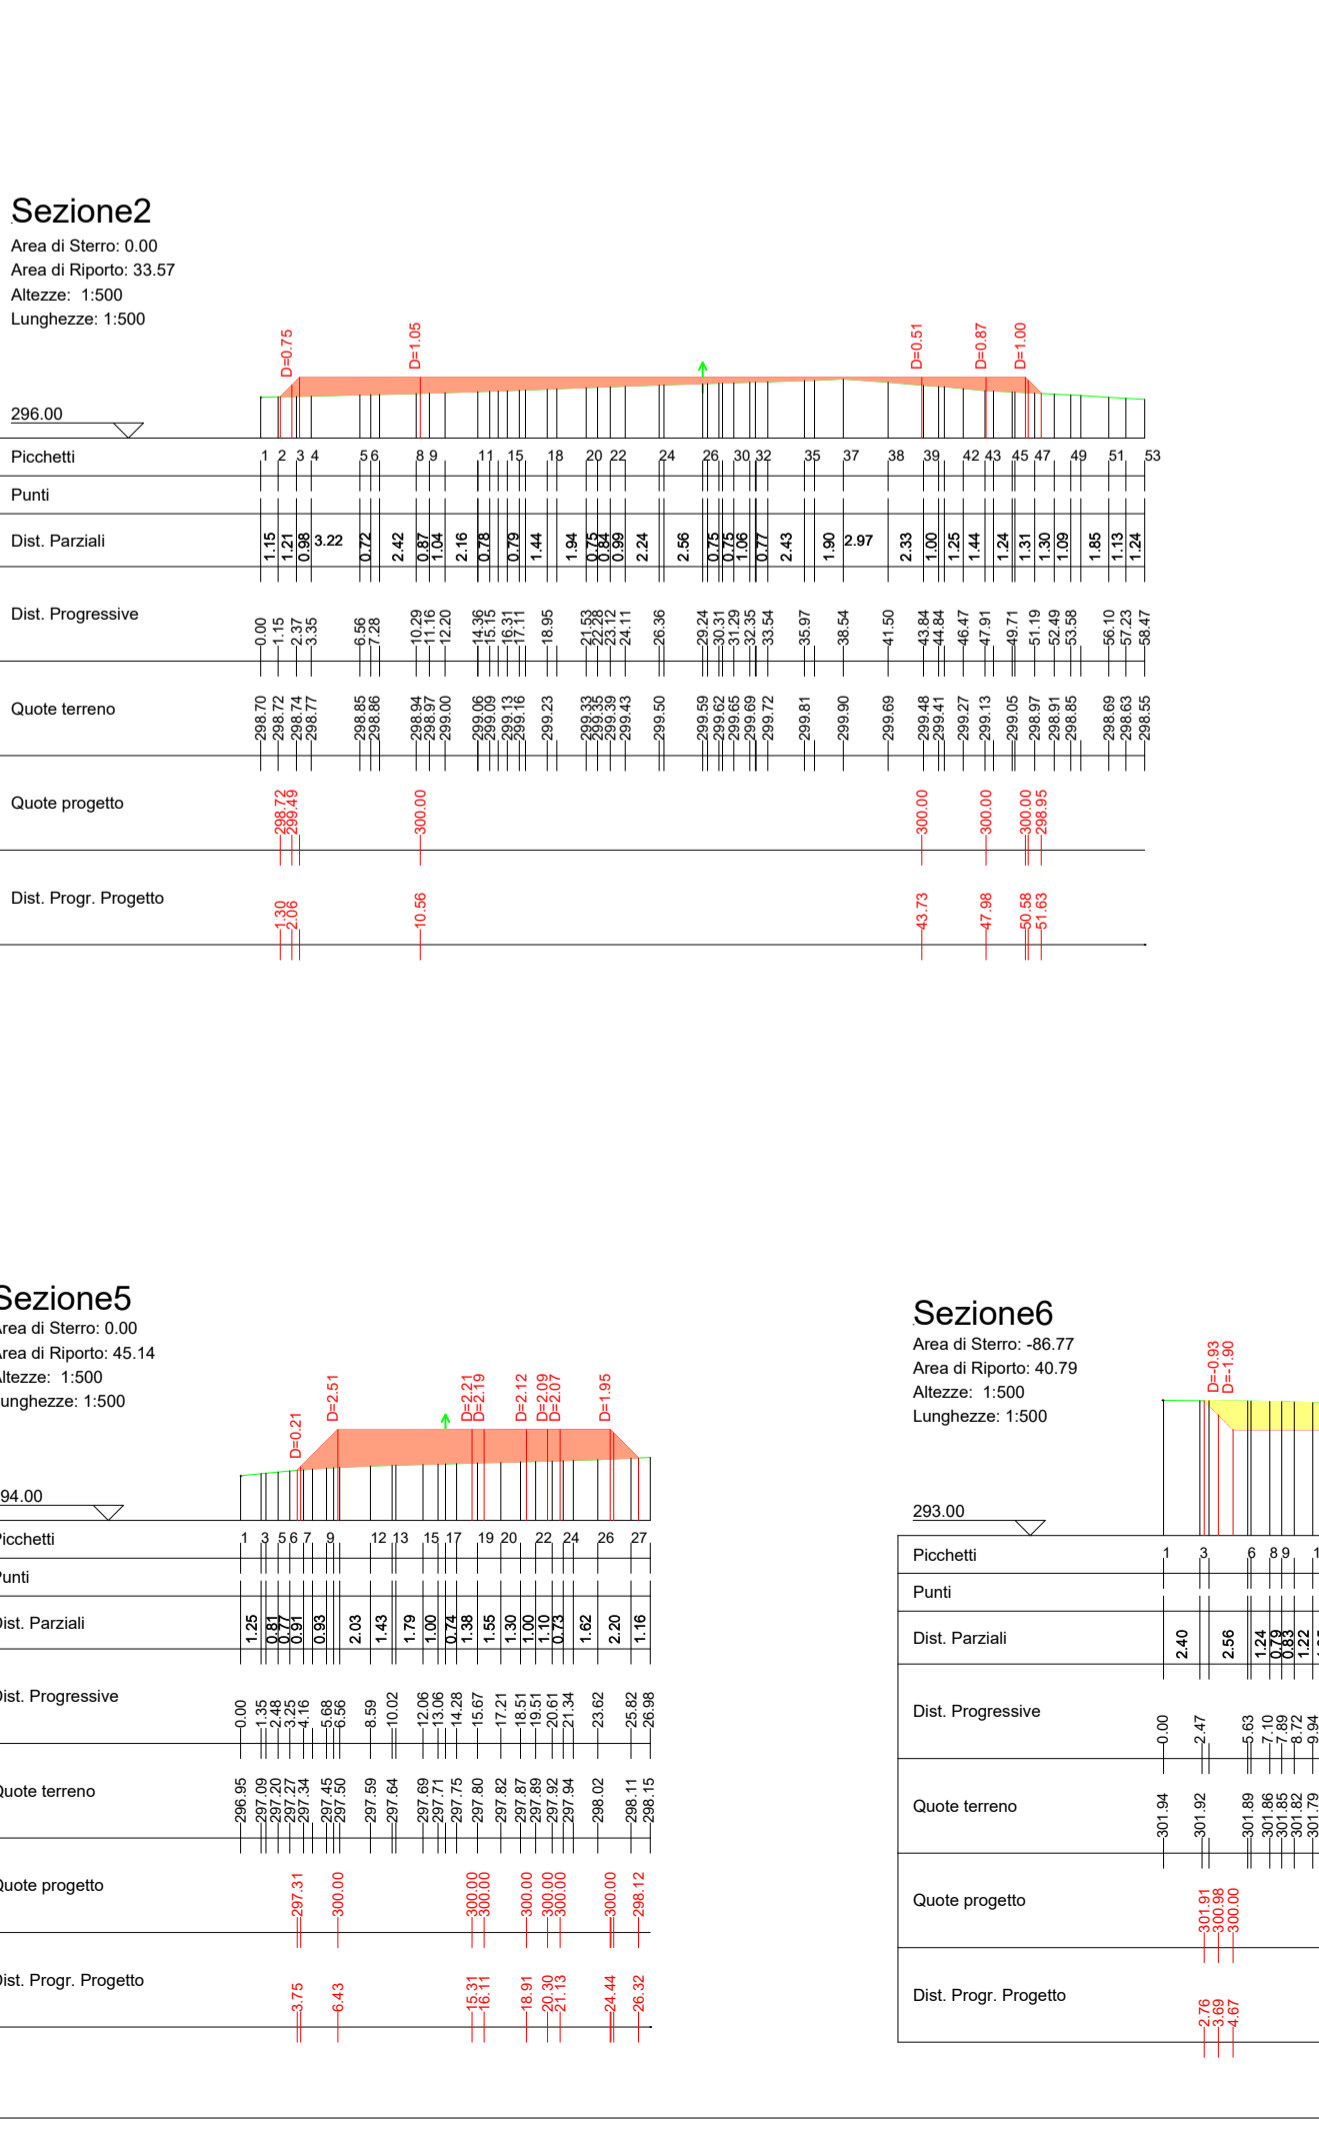 Sezione2
Area di Sterro: 0.00
Area di Riporto: 33.57
Altezze: 1:500
Lunghezze: 1:500
D=0.75 D=1.05 D=0.51 D=0.87 D=1.00
296.00
Picchetti 1 2 3 4 5 6 8 9 11 15 18 20 22 24 26 30 32 35 37 38 39 42 43 45 47 49 51 53
Punti
Dist. Parziali 1.15 1.21 0.98 3.22 0.72 2.42 0.87 1.04 2.16 0.78 0.79 1.44 1.94 0.75 0.84 0.99 2.24 2.56 0.75 0.75 1.06 0.77 2.43 1.90 2.97 2.33 1.00 1.25 1.44 1.24 1.31 1.30 1.09 1.85 1.13 1.24
Dist. Progressive 0.00 1.15 2.37 3.35 6.56 7.28 10.29 11.16 12.20 14.36 15.15 16.31 17.11 18.95 21.53 22.28 23.12 24.11 26.36 29.24 30.31 31.29 32.35 33.54 35.97 38.54 41.50 43.84 44.84 46.47 47.91 49.71 51.19 52.49 53.58 56.10 57.23 58.47
Quote terreno 298.70 298.72 298.74 298.77 298.85 298.86 298.94 298.97 299.00 299.06 299.09 299.13 299.16 299.23 299.33 299.35 299.39 299.43 299.50 299.59 299.62 299.65 299.69 299.72 299.81 299.90 299.69 299.48 299.41 299.27 299.13 299.05 298.97 298.91 298.85 298.69 298.63 298.55
Quote progetto 298.72 299.49 300.00 300.00 300.00 300.00 298.95
Dist. Progr. Progetto 1.30 2.06 10.56 43.73 47.98 50.58 51.63
Sezione5
rea di Sterro: 0.00
rea di Riporto: 45.14
ltezze: 1:500
unghezze: 1:500
D=0.21 D=2.51 D=2.21 D=2.19 D=2.12 D=2.09 D=2.07 D=1.95
94.00
icchetti 1 3 5 6 7 9 12 13 15 17 19 20 22 24 26 27
unti
ist. Parziali 1.25 0.81 0.77 0.91 0.93 2.03 1.43 1.79 1.00 0.74 1.38 1.55 1.30 1.00 1.10 0.73 1.62 2.20 1.16
ist. Progressive 0.00 1.35 2.48 3.25 4.16 5.68 6.56 8.59 10.02 12.06 13.06 14.28 15.67 17.21 18.51 19.51 20.61 21.34 23.62 25.82 26.98
Quote terreno 296.95 297.09 297.20 297.27 297.34 297.45 297.50 297.59 297.64 297.69 297.71 297.75 297.80 297.82 297.87 297.89 297.92 297.94 298.02 298.11 298.15
Quote progetto 297.31 300.00 300.00 300.00 300.00 300.00 300.00 300.00 298.12
Dist. Progr. Progetto 3.75 6.43 15.31 16.11 18.91 20.30 21.13 24.44 26.32
Sezione6
Area di Sterro: -86.77
Area di Riporto: 40.79
Altezze: 1:500
Lunghezze: 1:500
D=-0.93 D=-1.90
293.00
Picchetti 1 3 6 8 9 1
Punti
Dist. Parziali 2.40 2.56 1.24 0.79 0.83 1.22
Dist. Progressive 0.00 2.47 5.63 7.10 7.89 8.72 9.94
Quote terreno 301.94 301.92 301.89 301.86 301.85 301.82 301.79
Quote progetto 301.91 300.98 300.00
Dist. Progr. Progetto 2.76 3.69 4.67